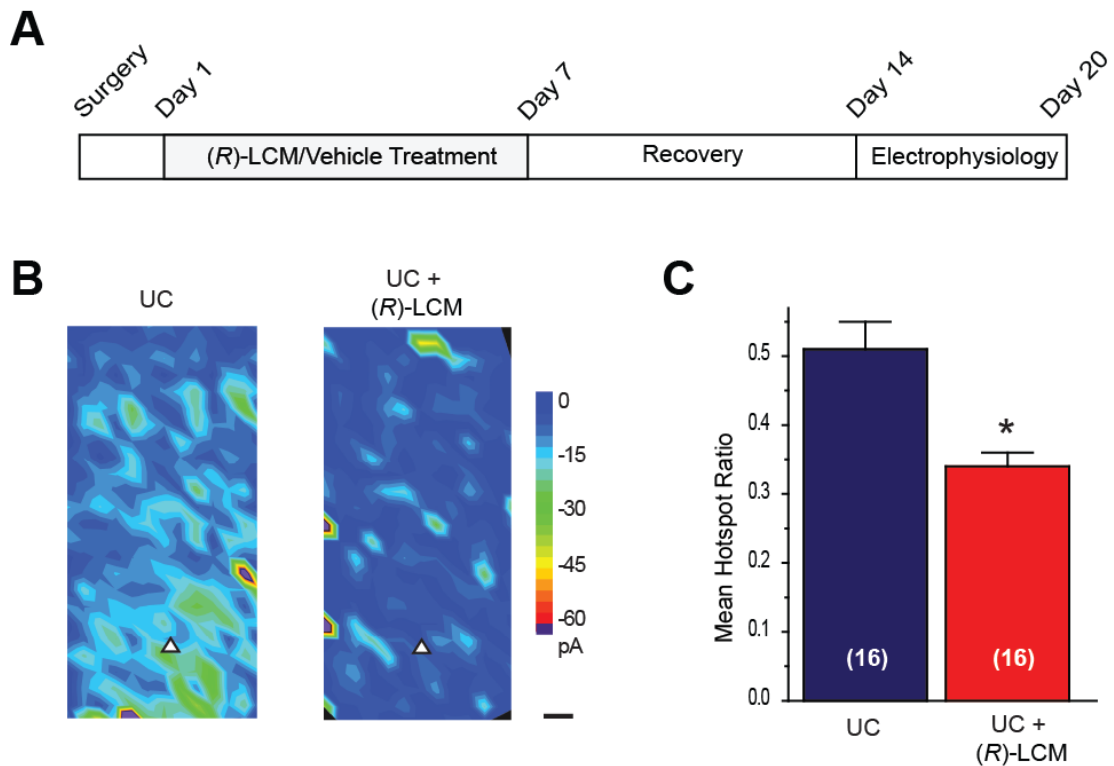 A
Surgery
Day 1
Day 7
Day 14
Day 20
(R)-LCM/Vehicle Treatment
Recovery
Electrophysiology
B
UC
UC +
(R)-LCM
0
-15
-30
-45
-60
pA
C
Mean Hotspot Ratio
0.5
0.4
0.3
0.2
0.1
0.0
*
(16)
(16)
UC
UC +
(R)-LCM